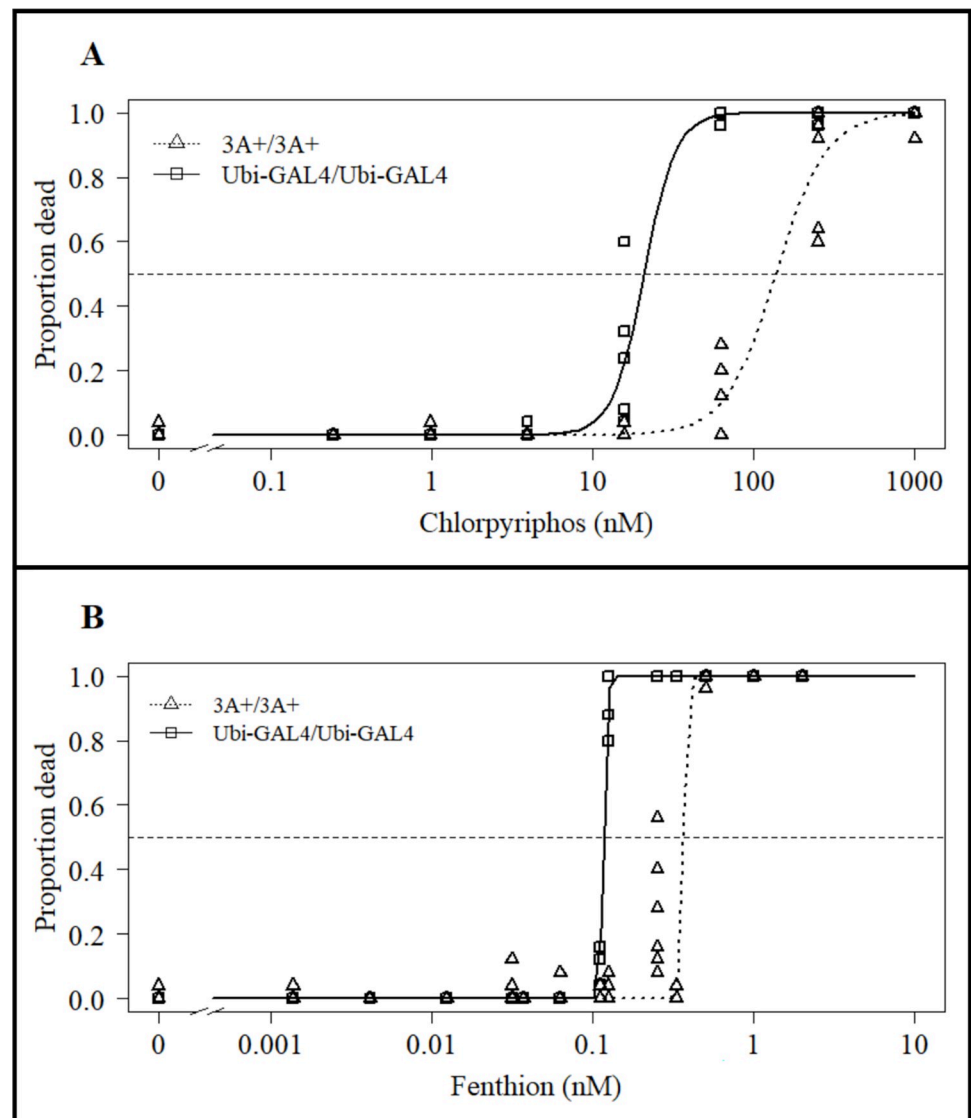 A
1.0
0.8
0.6
0.4
0.2
0.0
Proportion dead
3A+/3A+
Ubi-GAL4/Ubi-GAL4
0 0.1 1 10 100 1000
Chlorpyriphos (nM)
B
1.0
0.8
0.6
0.4
0.2
0.0
Proportion dead
3A+/3A+
Ubi-GAL4/Ubi-GAL4
0 0.001 0.01 0.1 1 10
Fenthion (nM)